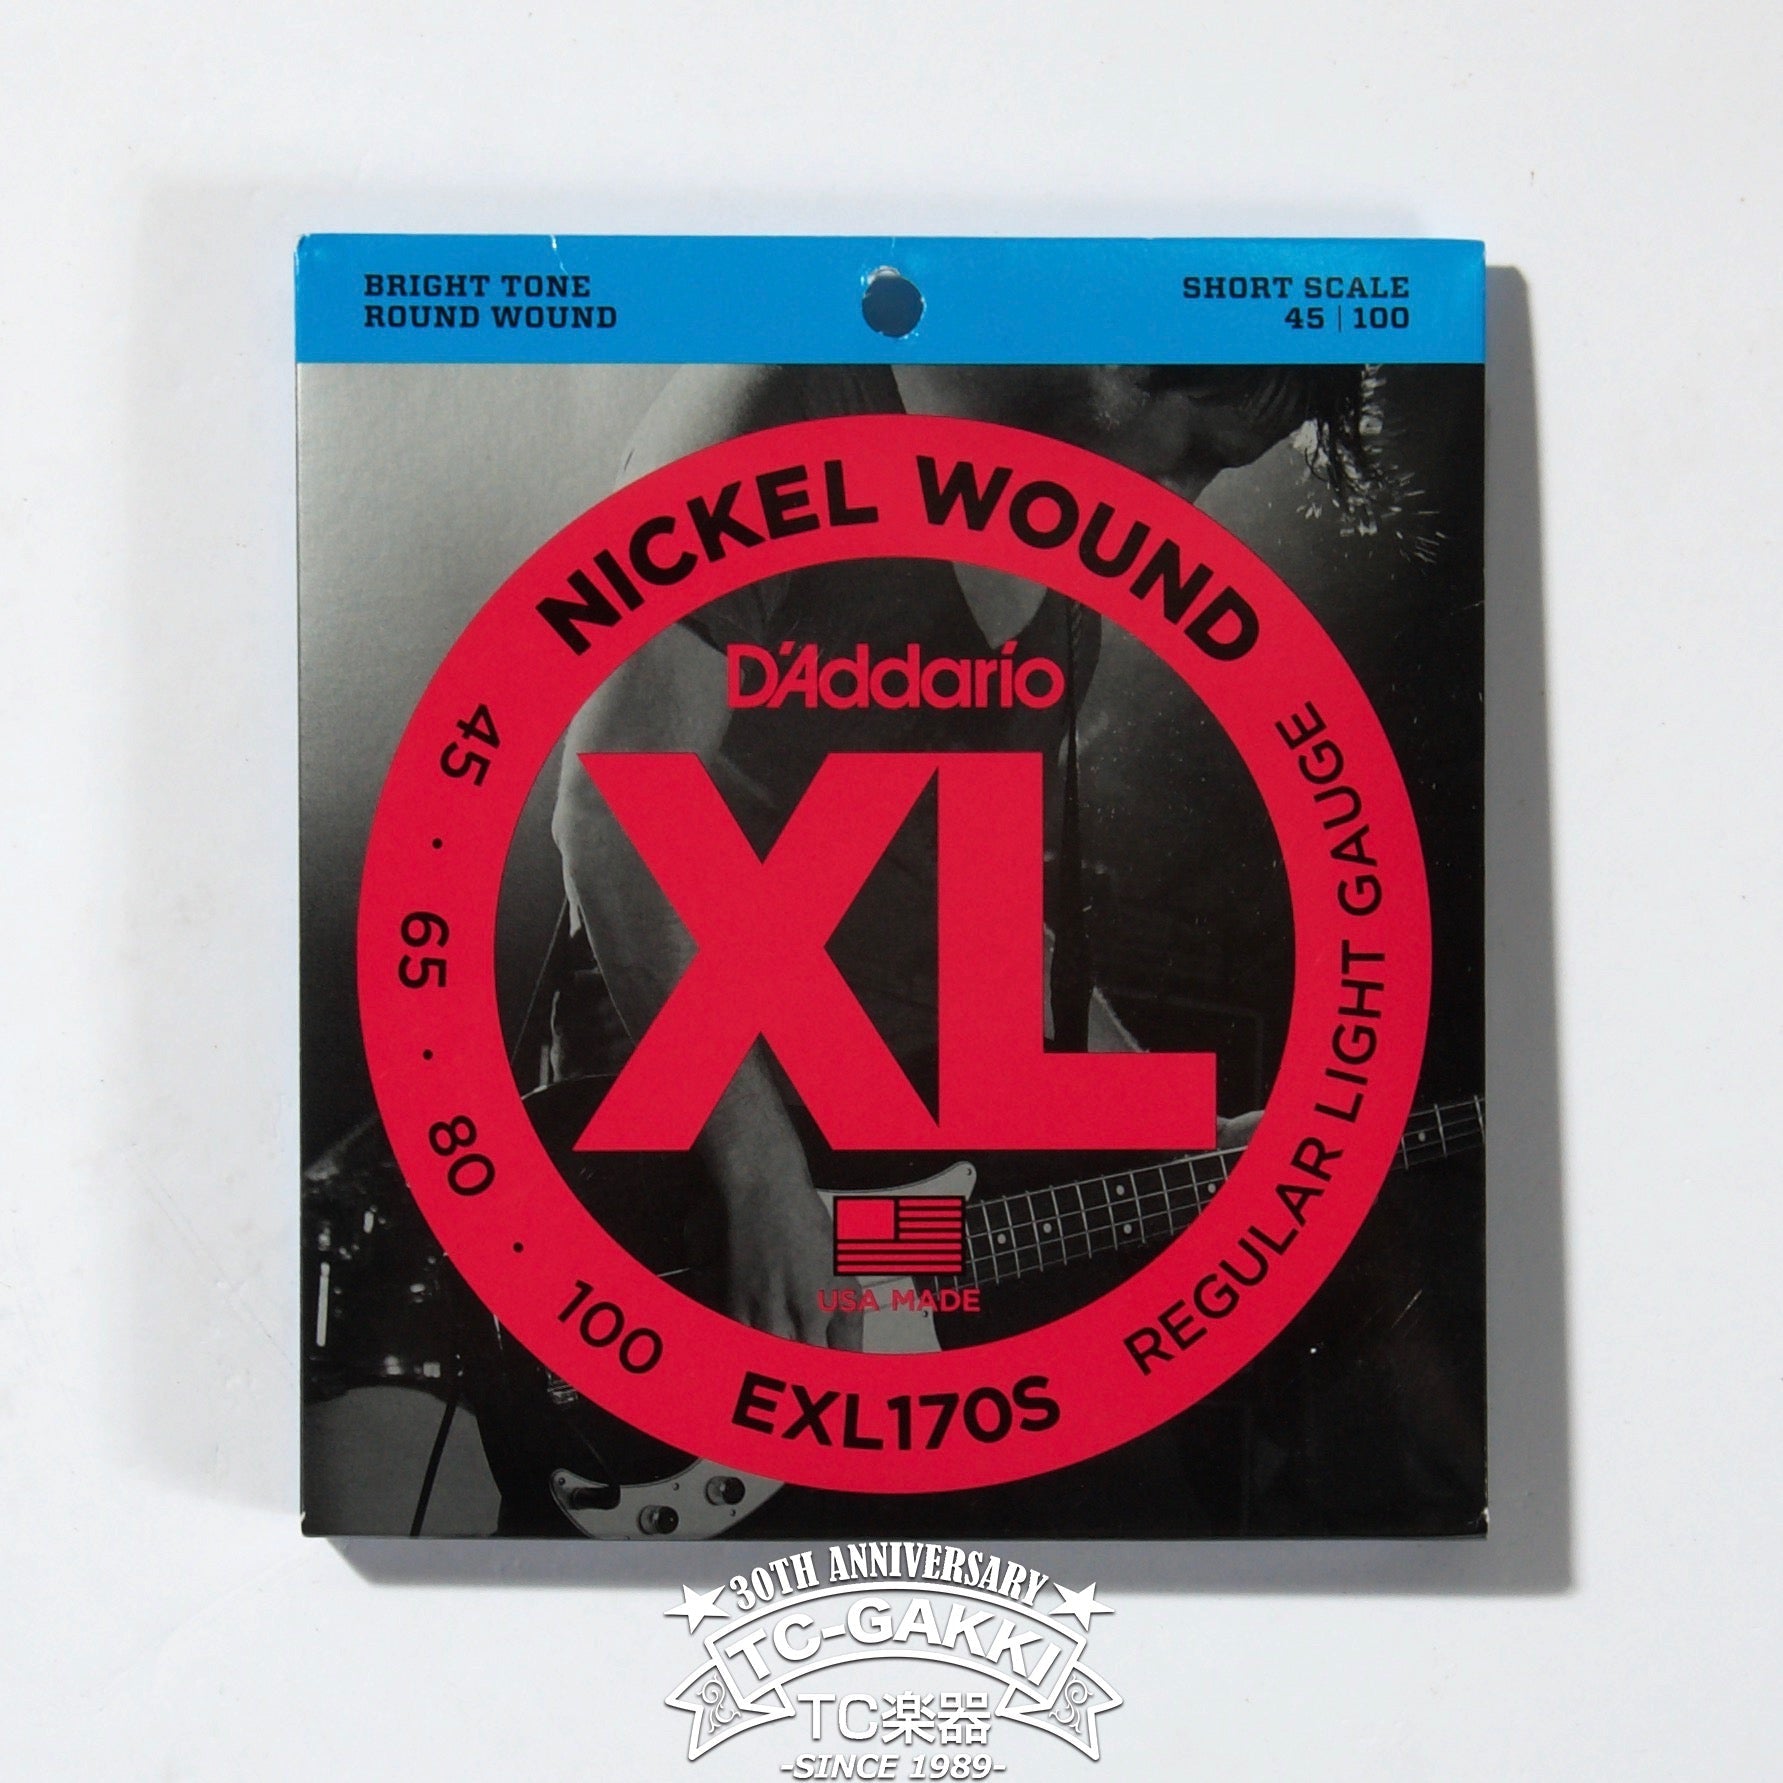 BRIGHT TONE
ROUND WOUND
SHORT SCALE
45 | 100
NICKEL WOUND
D'Addario
XL
USA MADE
45 · 65 · 80 · 100
EXL170S
REGULAR LIGHT GAUGE
30TH ANNIVERSARY
TC-GAKKI
TC楽器
-SINCE 1989-